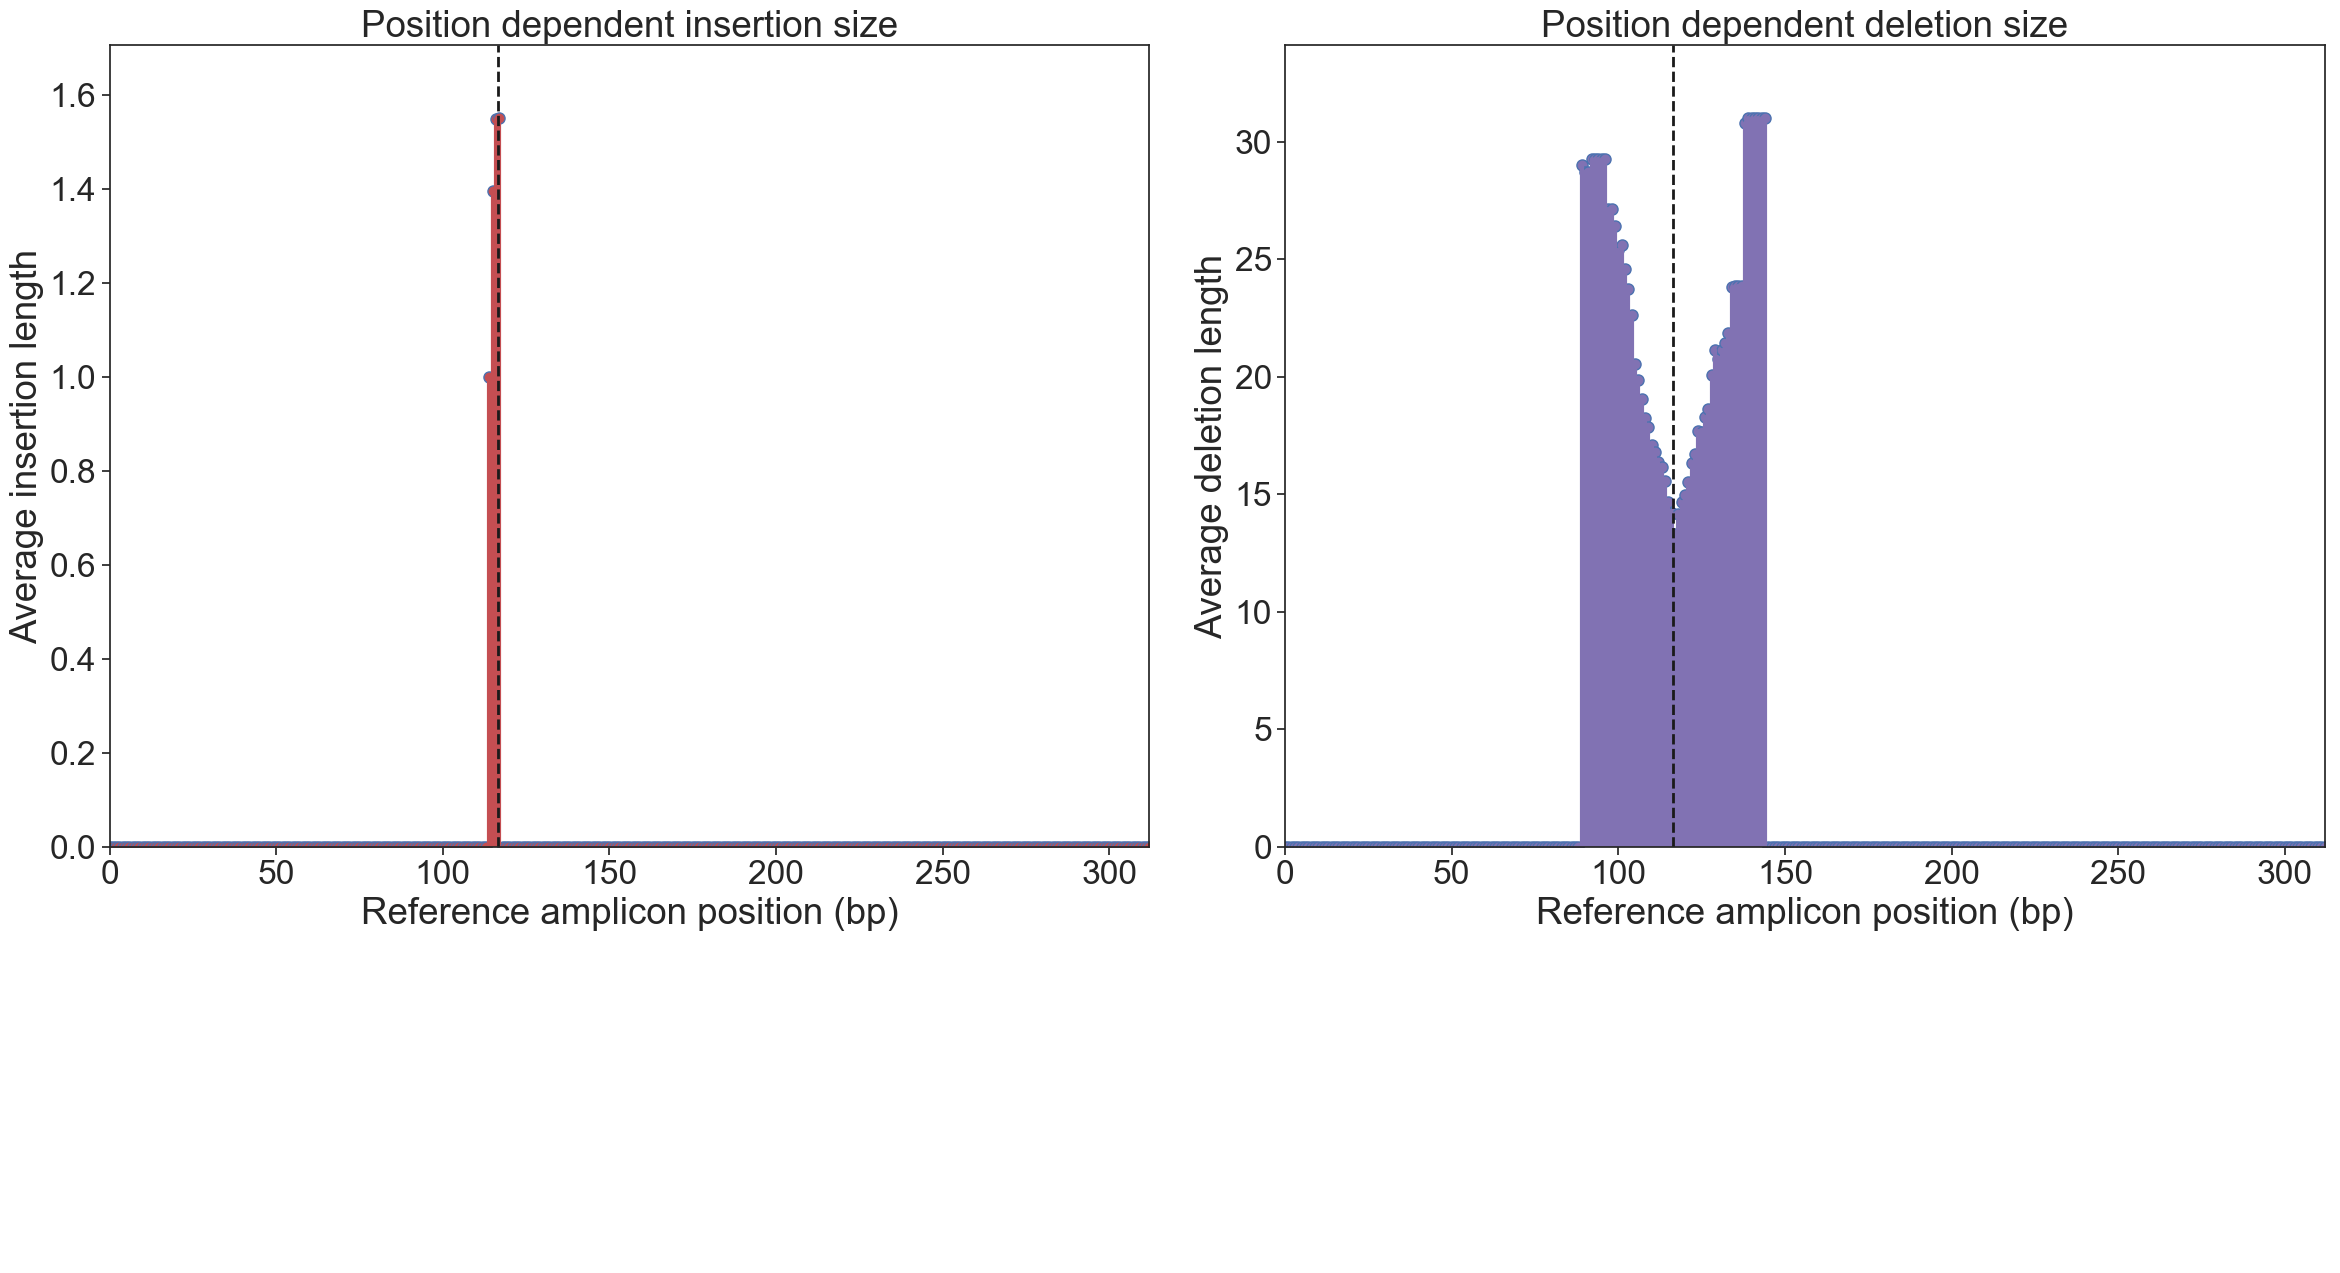 Position dependent insertion size
Average insertion length
1.6
1.4
1.2
1.0
0.8
0.6
0.4
0.2
0.0
0 50 100 150 200 250 300
Reference amplicon position (bp)
Position dependent deletion size
Average deletion length
30
25
20
15
10
5
0
0 50 100 150 200 250 300
Reference amplicon position (bp)